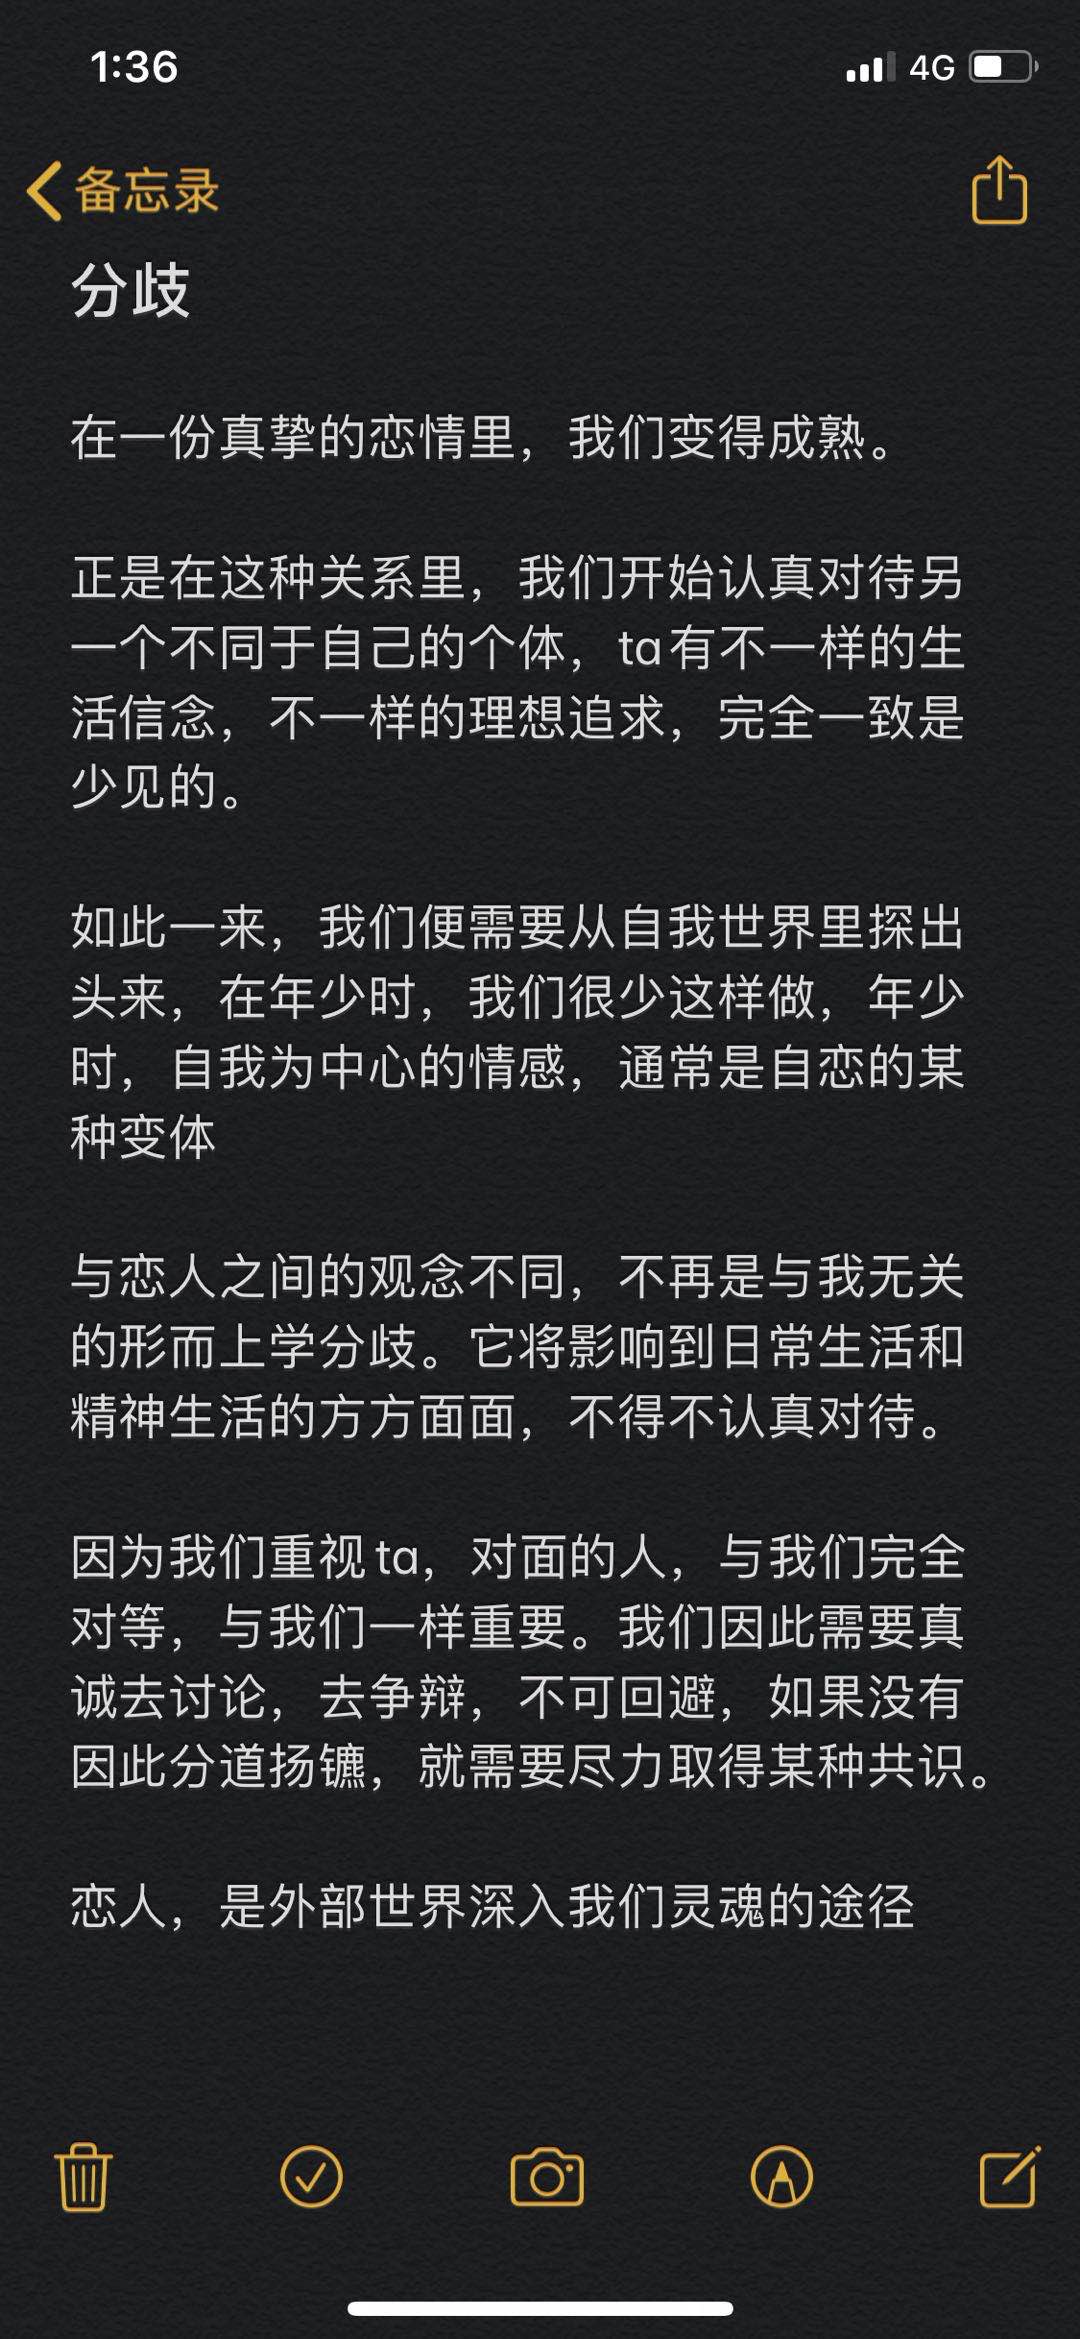 1:36
4G
备忘录
分歧
在一份真挚的恋情里，我们变得成熟。
正是在这种关系里，我们开始认真对待另
一个不同于自己的个体，ta有不一样的生
活信念，不一样的理想追求，完全一致是
少见的。
如此一来，我们便需要从自我世界里探出
头来，在年少时，我们很少这样做，年少
时，自我为中心的情感，通常是自恋的某
种变体
与恋人之间的观念不同，不再是与我无关
的形而上学分歧。它将影响到日常生活和
精神生活的方方面面，不得不认真对待。
因为我们重视ta，对面的人，与我们完全
对等，与我们一样重要。我们因此需要真
诚去讨论，去争辩，不可回避，如果没有
因此分道扬镳，就需要尽力取得某种共识。
恋人，是外部世界深入我们灵魂的途径